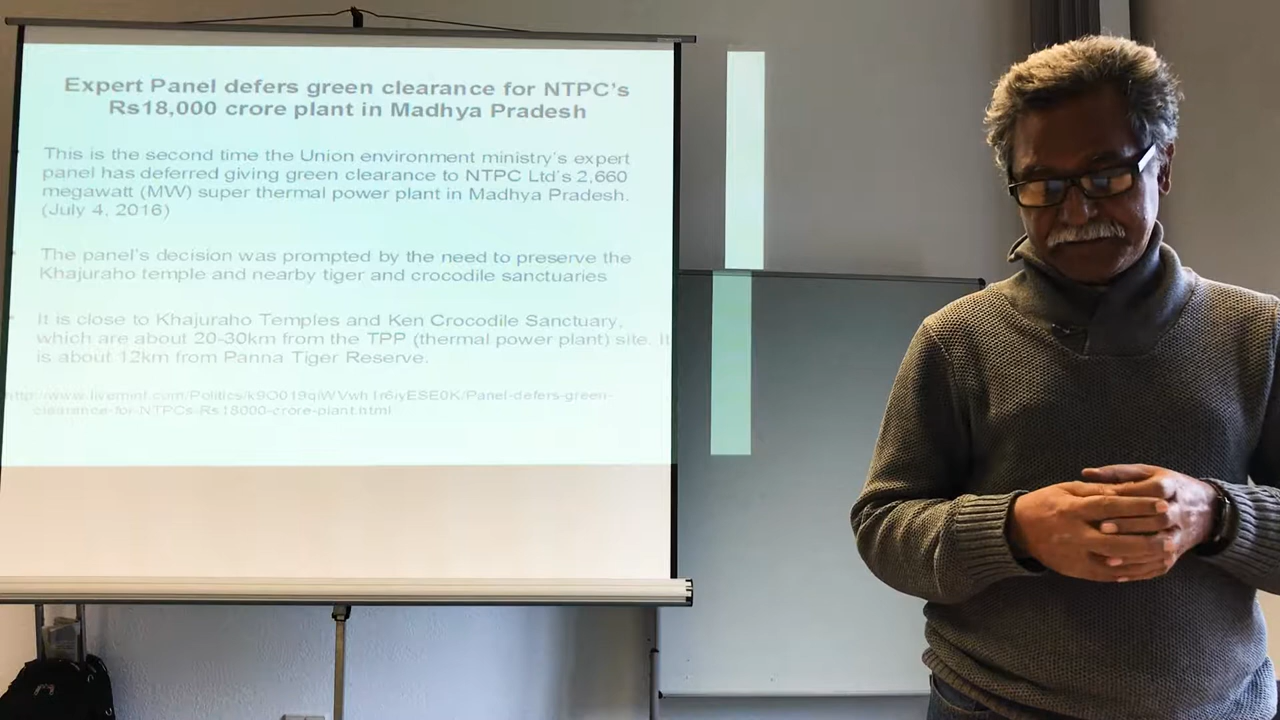 Expert Panel defers green clearance for NTPC's
Rs18,000 crore plant in Madhya Pradesh
This is the second time the Union environment ministry's expert
panel has deferred giving green clearance to NTPC Ltd's 2,660
megawatt (MW) super thermal power plant in Madhya Pradesh.
(July 4, 2016)
The panel's decision was prompted by the need to preserve the
Khajuraho temple and nearby tiger and crocodile sanctuaries
It is close to Khajuraho Temples and Ken Crocodile Sanctuary,
which are about 20-30km from the TPP (thermal power plant) site. It
is about 12km from Panna Tiger Reserve.
clearance-for-NTPCs-Rs18000-crore-plant.html